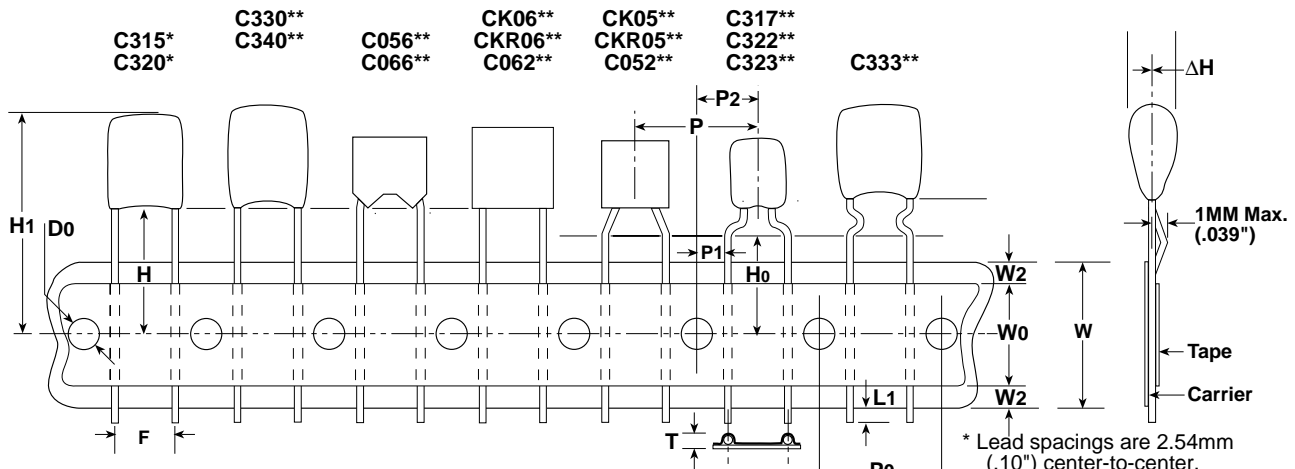 C315*
C320*
C330**
C340**
C056**
C066**
CK06**
CKR06**
C062**
CK05**
CKR05**
C052**
C317**
C322**
C323**
C333**
ΔH
P2
P
H1
D0
H
P1
H0
1MM Max.
(.039")
W2
W0
W
W2
Tape
Carrier
L1
F
T
* Lead spacings are 2.54mm
(.10") center-to-center.